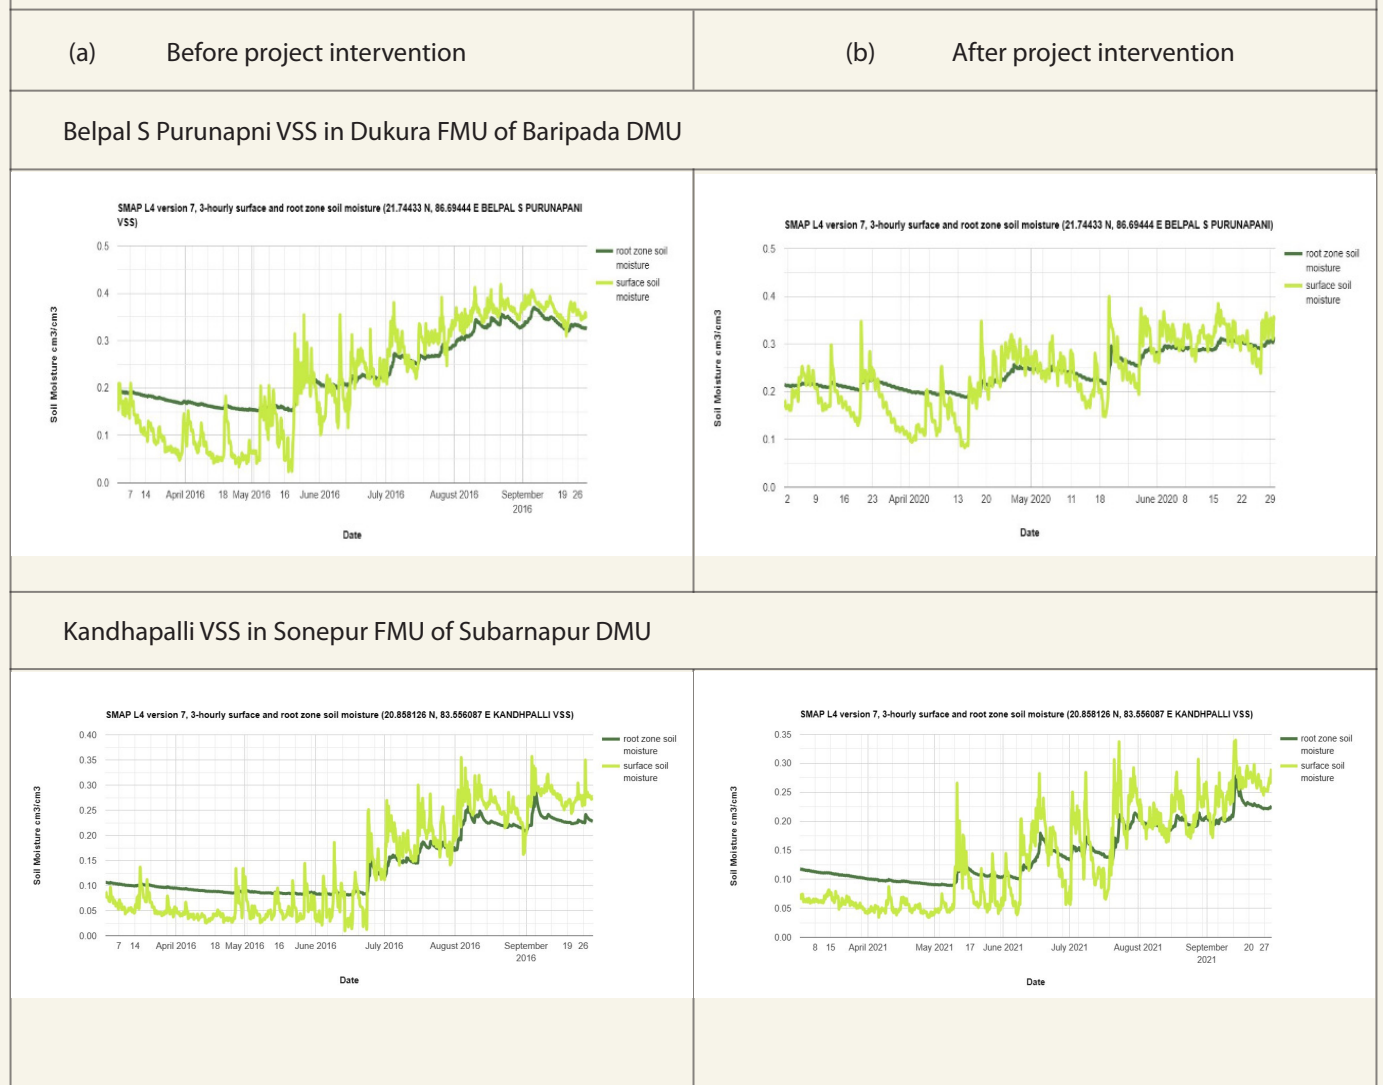 (a) Before project intervention
(b) After project intervention
Belpal S Purunapni VSS in Dukura FMU of Baripada DMU
SMAP L4 version 7, 3-hourly surface and root zone soil moisture (21.74433 N, 86.69444 E BELPAL S PURUNAPANI
VSS)
0.5
0.4
0.3
0.2
0.1
0.0
Soil Moisture cm3/cm3
7 14 April 2016 18 May 2016 16 June 2016 July 2016 August 2016 September 19 26
2016
Date
root zone soil
moisture
surface soil
moisture
SMAP L4 version 7, 3-hourly surface and root zone soil moisture (21.74433 N, 86.69444 E BELPAL S PURUNAPANI)
0.5
0.4
0.3
0.2
0.1
0.0
Soil Moisture cm3/cm3
2 9 16 23 April 2020 13 20 May 2020 11 18 June 2020 8 15 22 29
Date
root zone soil
moisture
surface soil
moisture
Kandhapalli VSS in Sonepur FMU of Subarnapur DMU
SMAP L4 version 7, 3-hourly surface and root zone soil moisture (20.858126 N, 83.556087 E KANDHPALLI VSS)
0.40
0.35
0.30
0.25
0.20
0.15
0.10
0.05
0.00
Soil Moisture cm3/cm3
7 14 April 2016 18 May 2016 16 June 2016 July 2016 August 2016 September 19 26
2016
Date
root zone soil
moisture
surface soil
moisture
SMAP L4 version 7, 3-hourly surface and root zone soil moisture (20.858126 N, 83.556087 E KANDHPALLI VSS)
0.35
0.30
0.25
0.20
0.15
0.10
0.05
0.00
Soil Moisture cm3/cm3
8 15 April 2021 May 2021 17 June 2021 July 2021 August 2021 September 20 27
2021
Date
root zone soil
moisture
surface soil
moisture